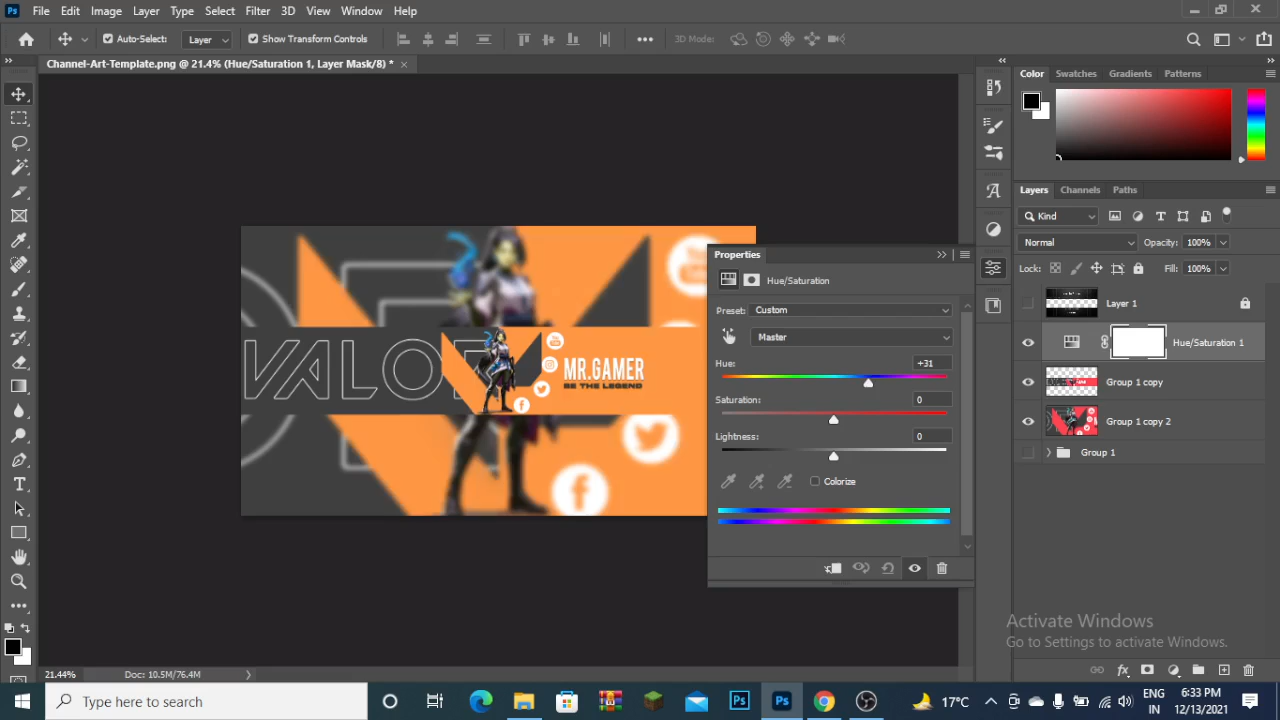 Ps File Edit Image Layer Type Select Filter 3D View Window Help
Auto-Select: Layer Show Transform Controls 3D Mode:
Channel-Art-Template.png @ 21.4% (Hue/Saturation 1, Layer Mask/8) *
Color Swatches Gradients Patterns
Layers Channels Paths
Kind
Normal Opacity: 100%
Lock: Fill: 100%
Layer 1
Hue/Saturation 1
Group 1 copy
Group 1 copy 2
Group 1
Properties
Hue/Saturation
Preset: Custom
Master
Hue: +31
Saturation: 0
Lightness: 0
Colorize
VALO
MR.GAMER
BE THE LEGEND
Activate Windows
Go to Settings to activate Windows.
21.44% Doc: 10.5M/76.4M
Type here to search
Ps Ps
17°C
ENG
IN
6:33 PM
12/13/2021